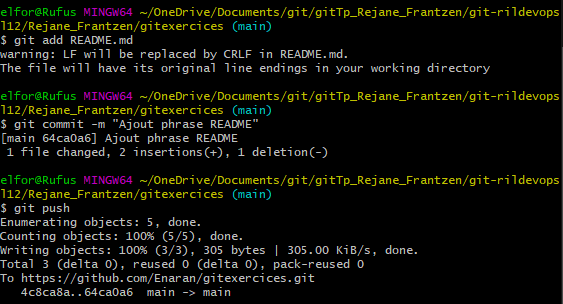 elfor@Rufus MINGW64 ~/OneDrive/Documents/git/gitTp_Rejane_Frantzen/git-rildevops
l12/Rejane_Frantzen/gitexercices (main)
$ git add README.md
warning: LF will be replaced by CRLF in README.md.
The file will have its original line endings in your working directory

elfor@Rufus MINGW64 ~/OneDrive/Documents/git/gitTp_Rejane_Frantzen/git-rildevops
l12/Rejane_Frantzen/gitexercices (main)
$ git commit -m "Ajout phrase README"
[main 64ca0a6] Ajout phrase README
 1 file changed, 2 insertions(+), 1 deletion(-)

elfor@Rufus MINGW64 ~/OneDrive/Documents/git/gitTp_Rejane_Frantzen/git-rildevops
l12/Rejane_Frantzen/gitexercices (main)
$ git push
Enumerating objects: 5, done.
Counting objects: 100% (5/5), done.
Writing objects: 100% (3/3), 305 bytes | 305.00 KiB/s, done.
Total 3 (delta 0), reused 0 (delta 0), pack-reused 0
To https://github.com/Enaran/gitexercices.git
   4c8ca8a..64ca0a6  main -> main